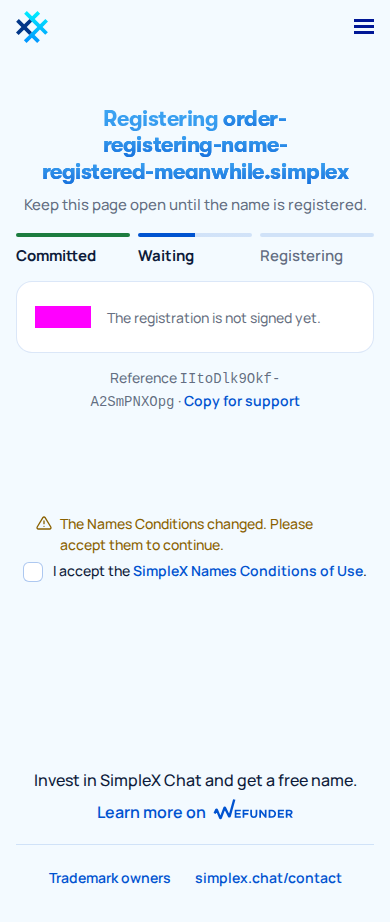 Registering order-
registering-name-
registered-meanwhile.simplex
Keep this page open until the name is registered.
Committed
Waiting
Registering
The registration is not signed yet.
Reference IItoDlk9Okf-
A2SmPNXOpg · Copy for support
The Names Conditions changed. Please
accept them to continue.
I accept the SimpleX Names Conditions of Use.
Invest in SimpleX Chat and get a free name.
Learn more on WEFUNDER
Trademark owners
simplex.chat/contact